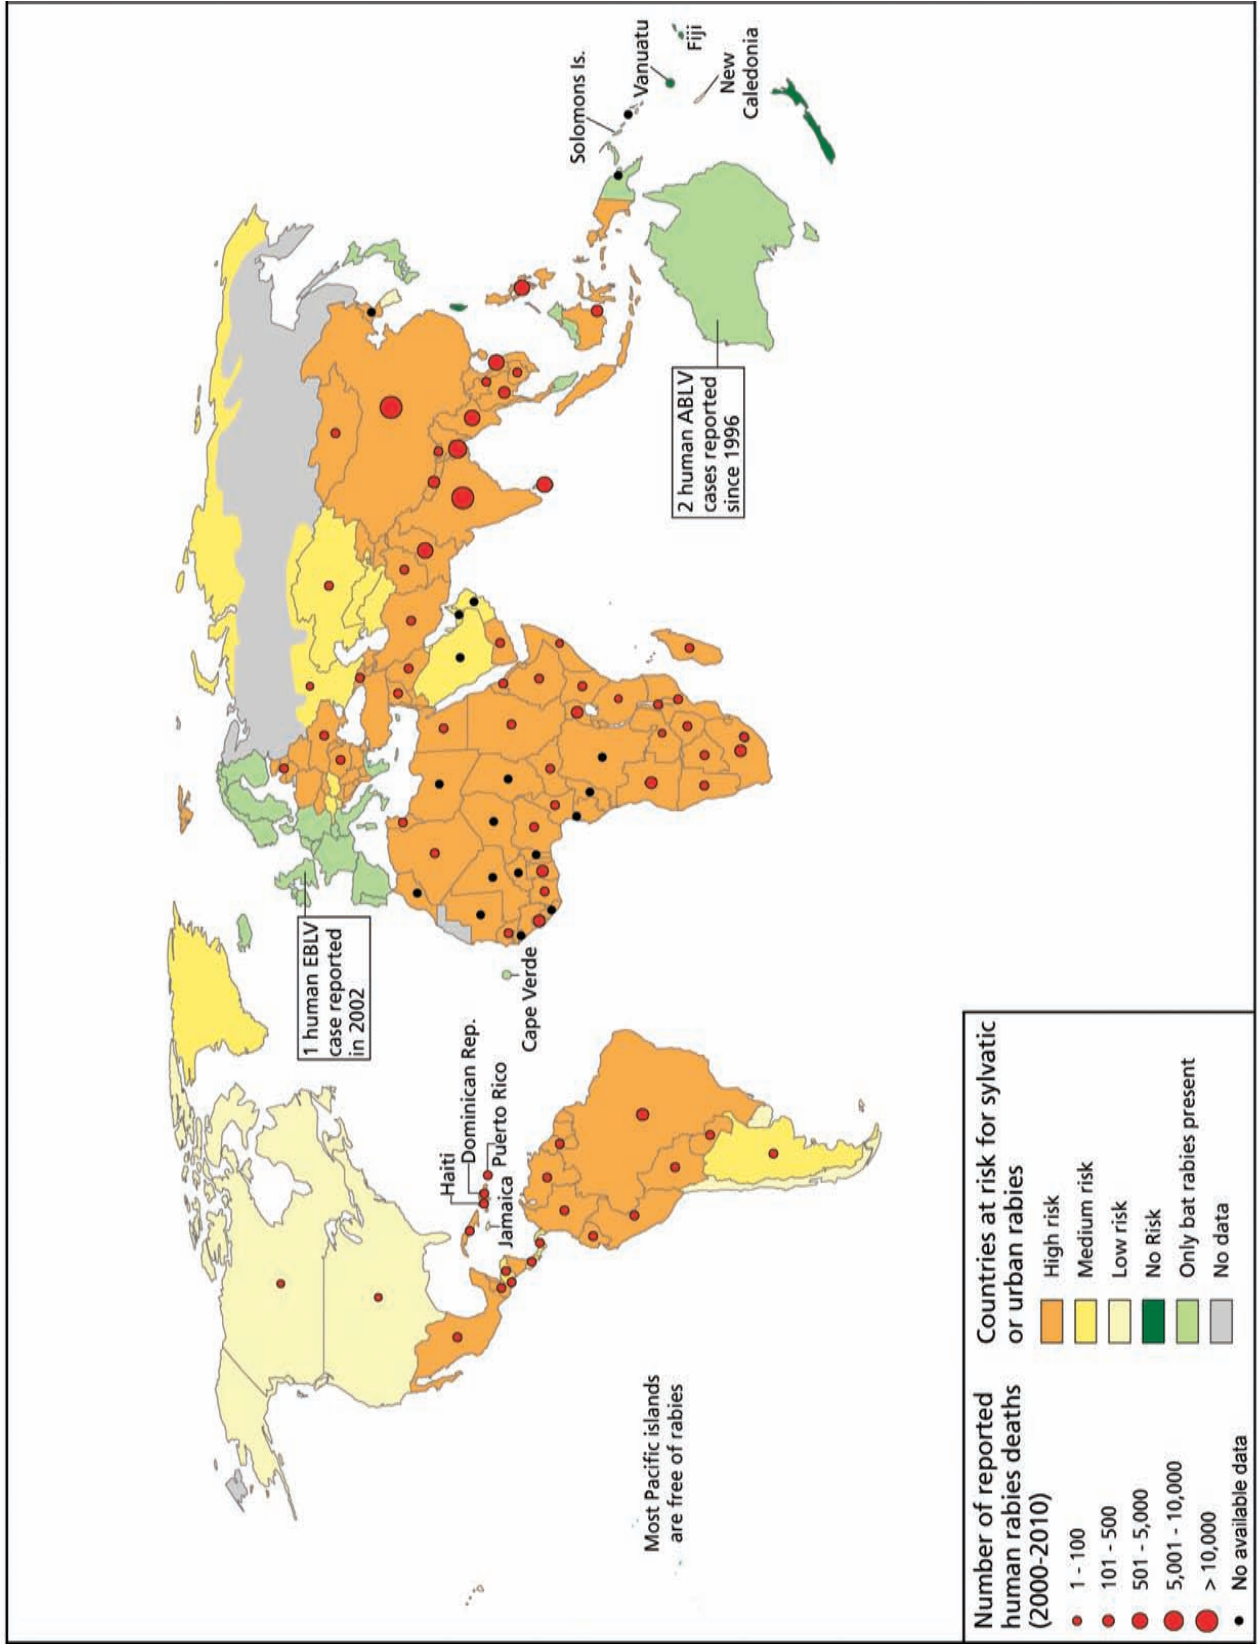 Solomons Is.
Vanuatu
Fiji
New
Caledonia
2 human ABLV
cases reported
since 1996
1 human EBLV
case reported
in 2002
Cape Verde
Haiti
Dominican Rep.
Puerto Rico
Jamaica
Most Pacific islands
are free of rabies
Number of reported
human rabies deaths
(2000-2010)
1 - 100
101 - 500
501 - 5,000
5,001 - 10,000
> 10,000
No available data
Countries at risk for sylvatic
or urban rabies
High risk
Medium risk
Low risk
No Risk
Only bat rabies present
No data